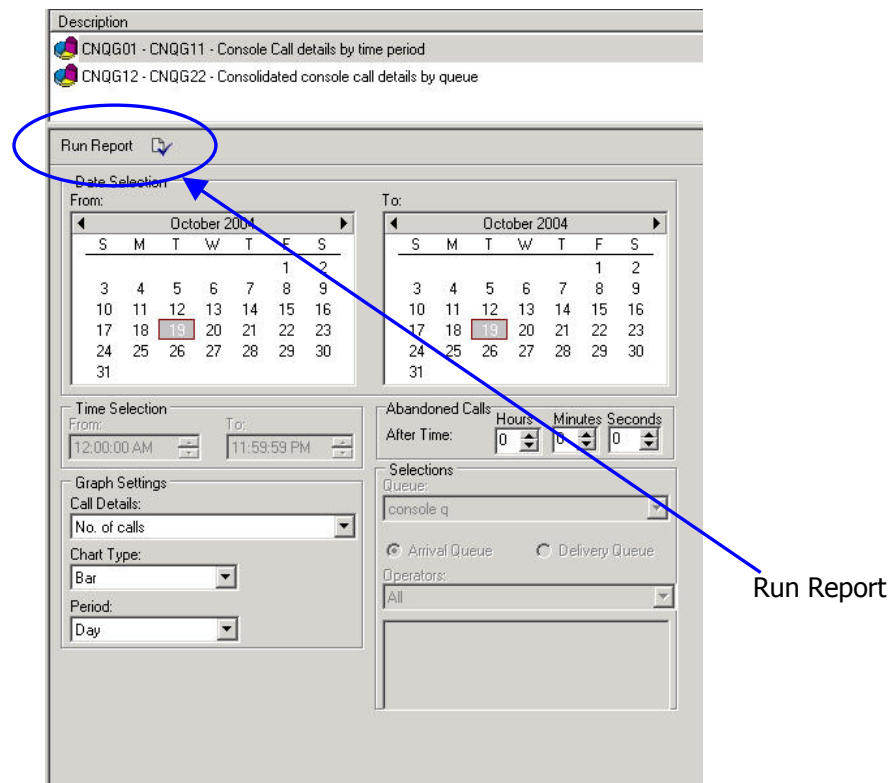 Description
CNQG01 - CNQG11 - Console Call details by time period
CNQG12 - CNQG22 - Consolidated console call details by queue
Run Report
Date Selection
From:
October 2004
S M T W T F S
1 2
3 4 5 6 7 8 9
10 11 12 13 14 15 16
17 18 19 20 21 22 23
24 25 26 27 28 29 30
31
To:
October 2004
S M T W T F S
1 2
3 4 5 6 7 8 9
10 11 12 13 14 15 16
17 18 19 20 21 22 23
24 25 26 27 28 29 30
31
Time Selection
From: To:
12:00:00 AM 11:59:59 PM
Abandoned Calls
Hours Minutes Seconds
After Time: 0 0 0
Graph Settings
Call Details:
No. of calls
Chart Type:
Bar
Period:
Day
Selections
Queue:
console q
Arrival Queue Delivery Queue
Operators:
All
Run Report